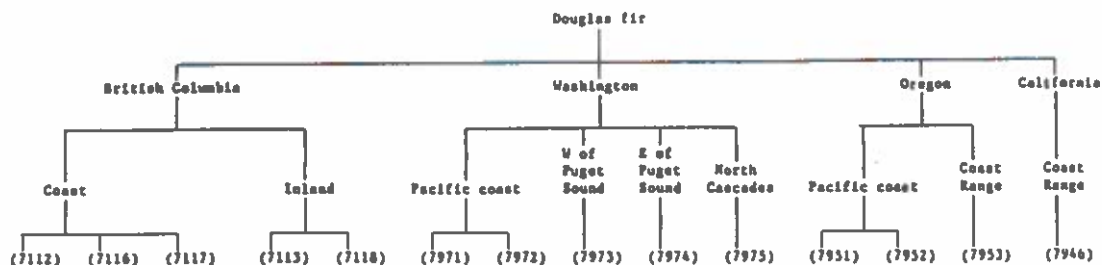 Douglas fir
British Columbia Washington Oregon California
Coast Inland Pacific coast W of Puget Sound E of Puget Sound North Cascades Pacific coast Coast Range Coast Range
(7112) (7116) (7117) (7113) (7118) (7971) (7972) (7973) (7974) (7975) (7951) (7952) (7953) (7946)